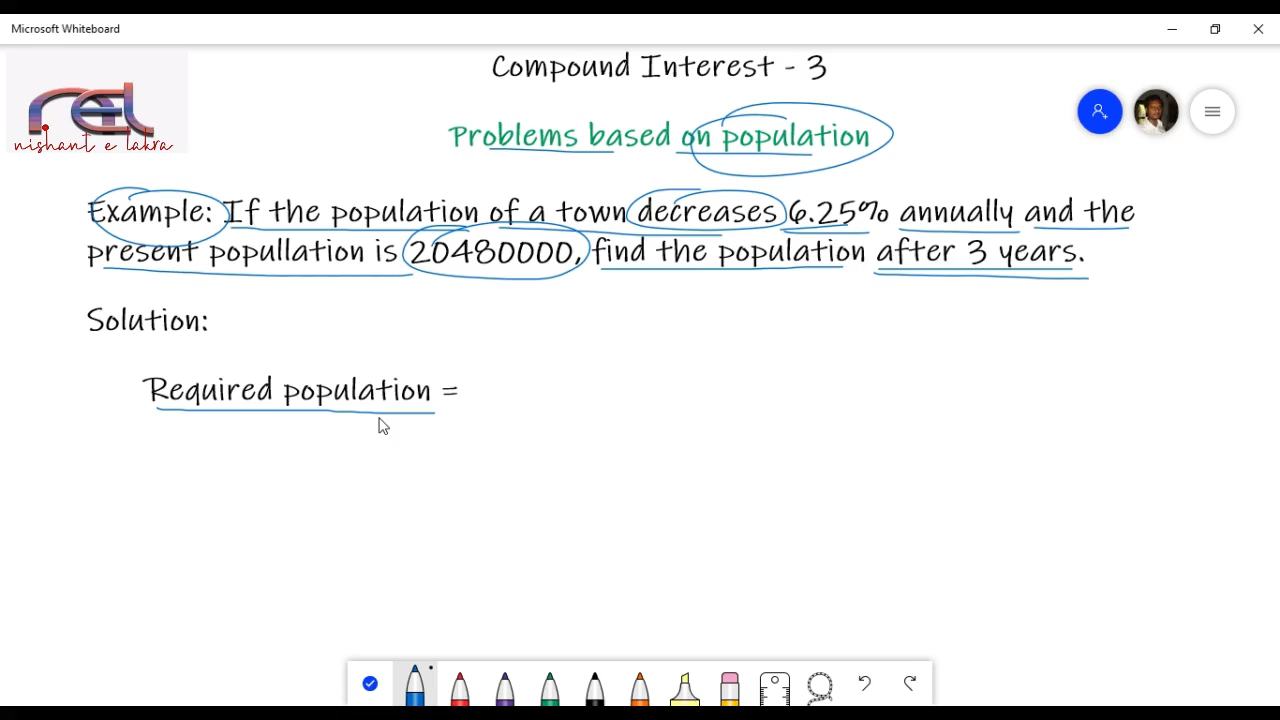 Microsoft Whiteboard
Compound Interest - 3
nishant e lakra
Problems based on population
Example: If the population of a town decreases 6.25% annually and the
present popullation is 20480000, find the population after 3 years.
Solution:
Required population =